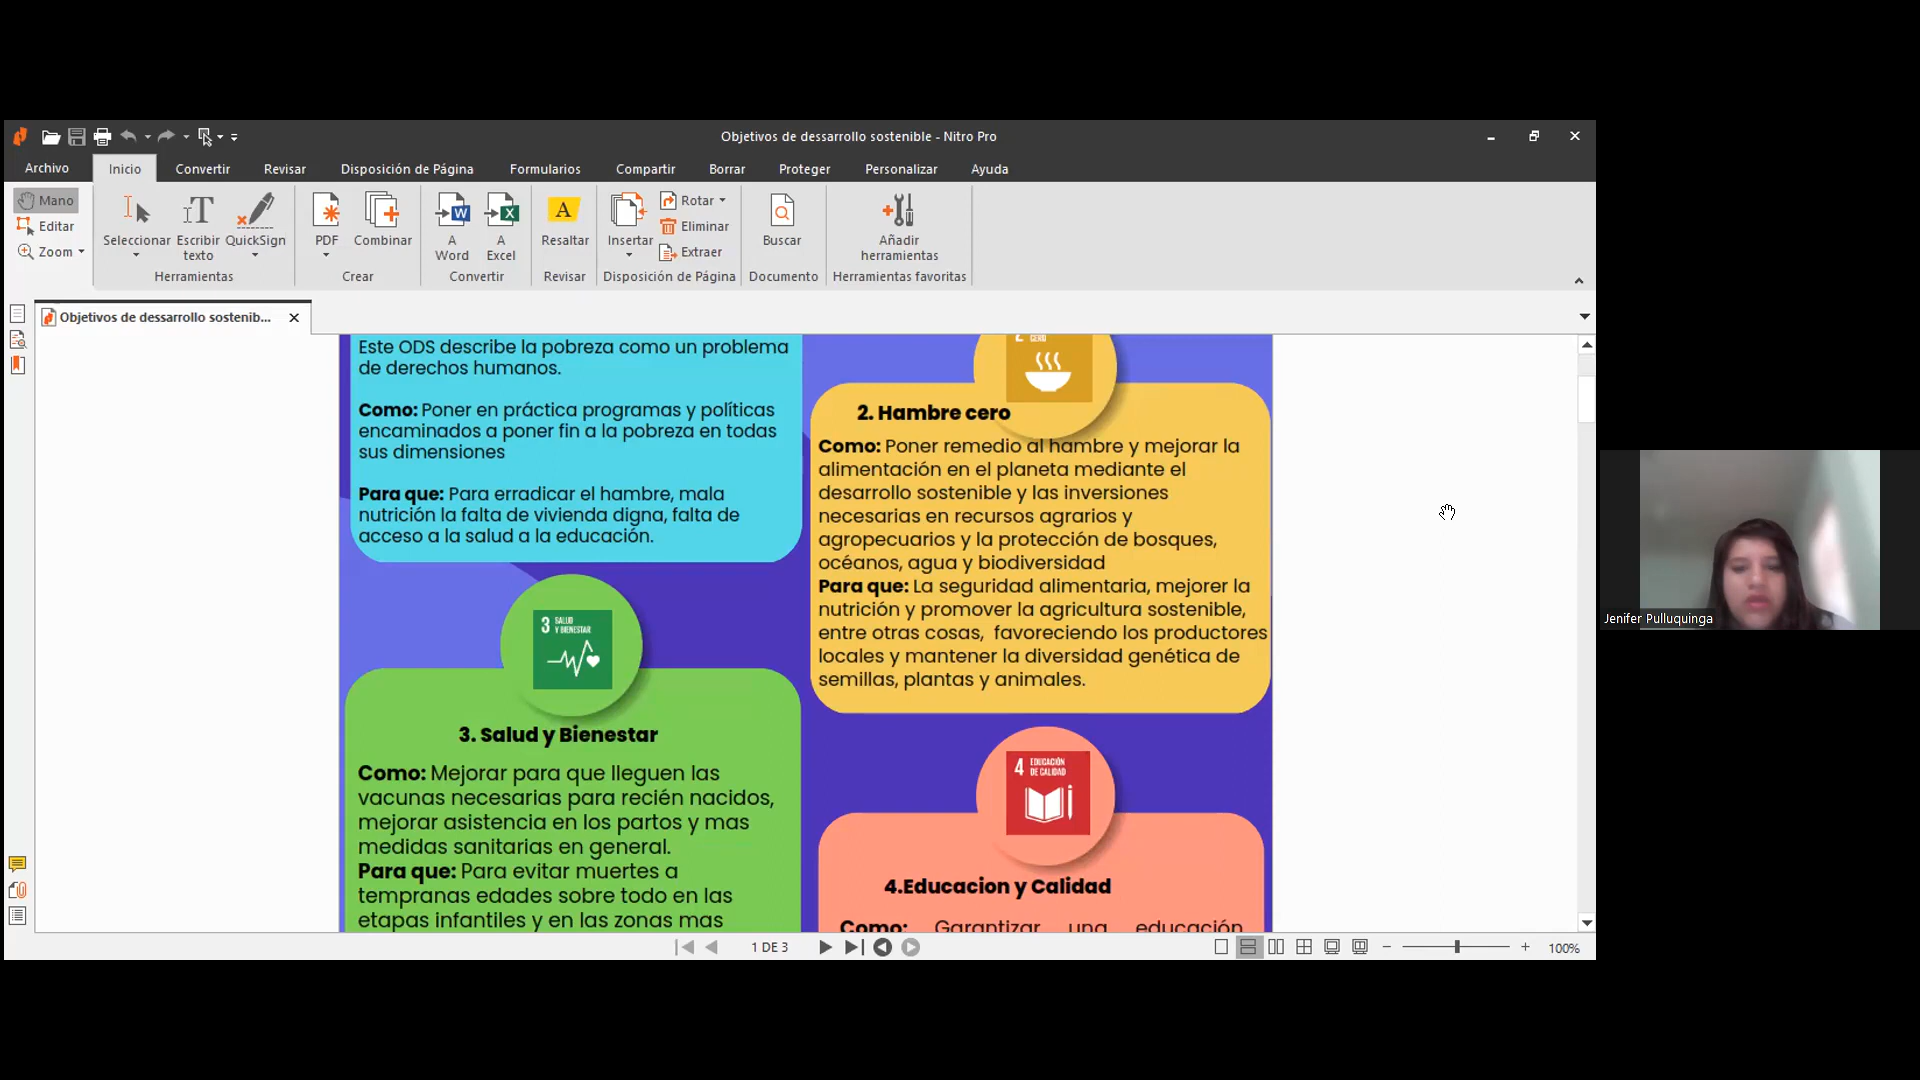 Objetivos de dessarrollo sostenible - Nitro Pro
Archivo
Inicio
Convertir
Revisar
Disposición de Página
Formularios
Compartir
Borrar
Proteger
Personalizar
Ayuda
Mano
Editar
Zoom
Seleccionar
Escribir
texto
QuickSign
Herramientas
PDF
Combinar
Crear
A
Word
A
Excel
Convertir
Resaltar
Revisar
Insertar
Rotar
Eliminar
Extraer
Disposición de Página
Buscar
Documento
Añadir
herramientas
Herramientas favoritas
Objetivos de dessarrollo sostenib...
Este ODS describe la pobreza como un problema
de derechos humanos.
Como: Poner en práctica programas y políticas
encaminados a poner fin a la pobreza en todas
sus dimensiones
Para que: Para erradicar el hambre, mala
nutrición la falta de vivienda digna, falta de
acceso a la salud a la educación.
2. Hambre cero
Como: Poner remedio al hambre y mejorar la
alimentación en el planeta mediante el
desarrollo sostenible y las inversiones
necesarias en recursos agrarios y
agropecuarios y la protección de bosques,
océanos, agua y biodiversidad
Para que: La seguridad alimentaria, mejorer la
nutrición y promover la agricultura sostenible,
entre otras cosas, favoreciendo los productores
locales y mantener la diversidad genética de
semillas, plantas y animales.
3 SALUD
Y BIENESTAR
3. Salud y Bienestar
Como: Mejorar para que lleguen las
vacunas necesarias para recién nacidos,
mejorar asistencia en los partos y mas
medidas sanitarias en general.
Para que: Para evitar muertes a
tempranas edades sobre todo en las
etapas infantiles y en las zonas mas
4 EDUCACIÓN
DE CALIDAD
4.Educacion y Calidad
Como: Garantizar una educación
1 DE 3
100%
Jenifer Pulluquinga